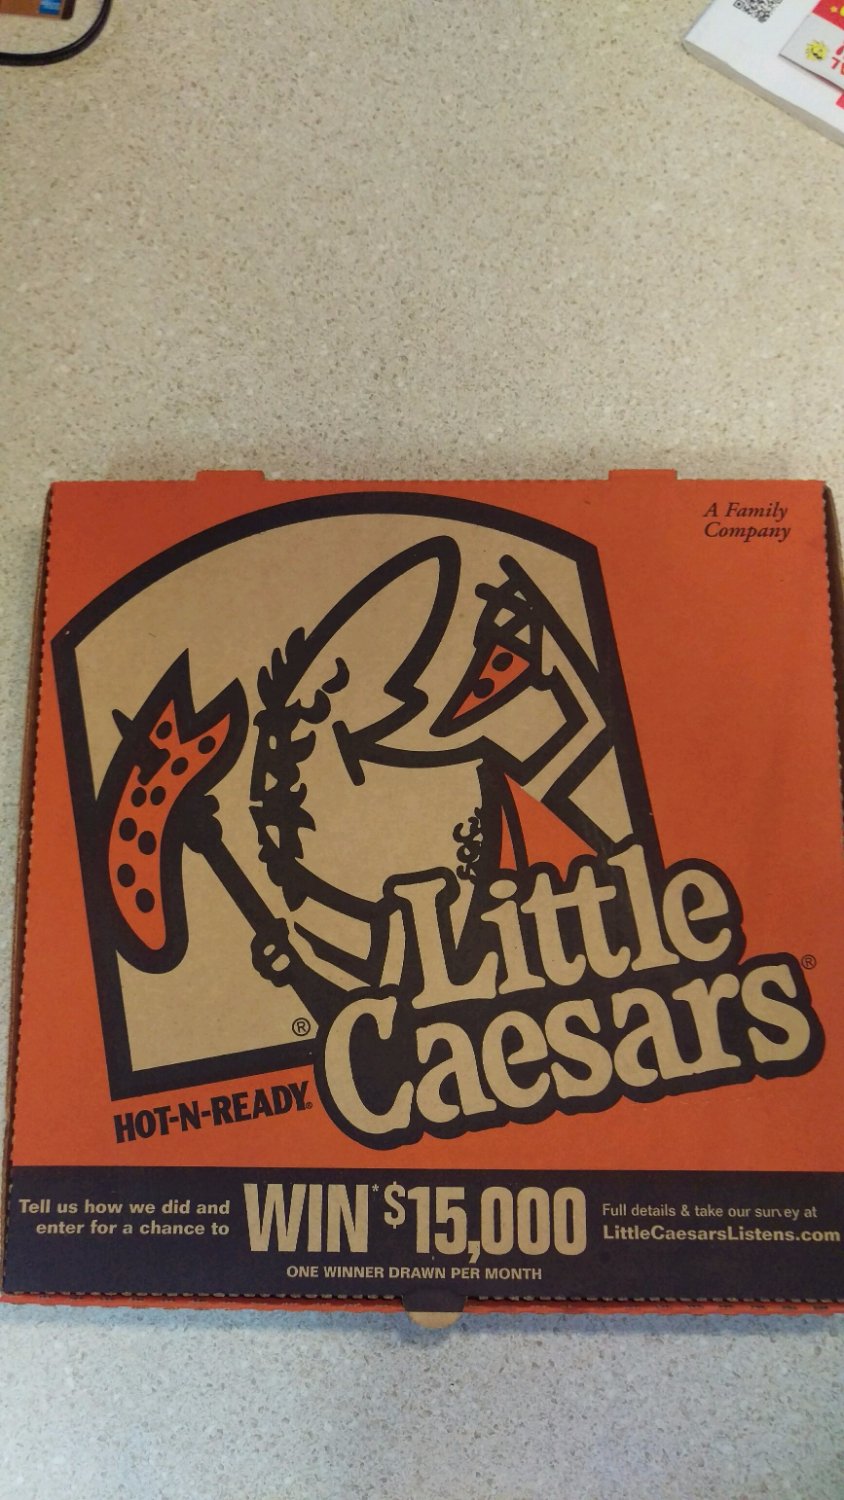 A Family
Company
Little
Caesars®
®
HOT-N-READY®
Tell us how we did and
enter for a chance to
WIN* $15,000
Full details & take our survey at
LittleCaesarsListens.com
ONE WINNER DRAWN PER MONTH